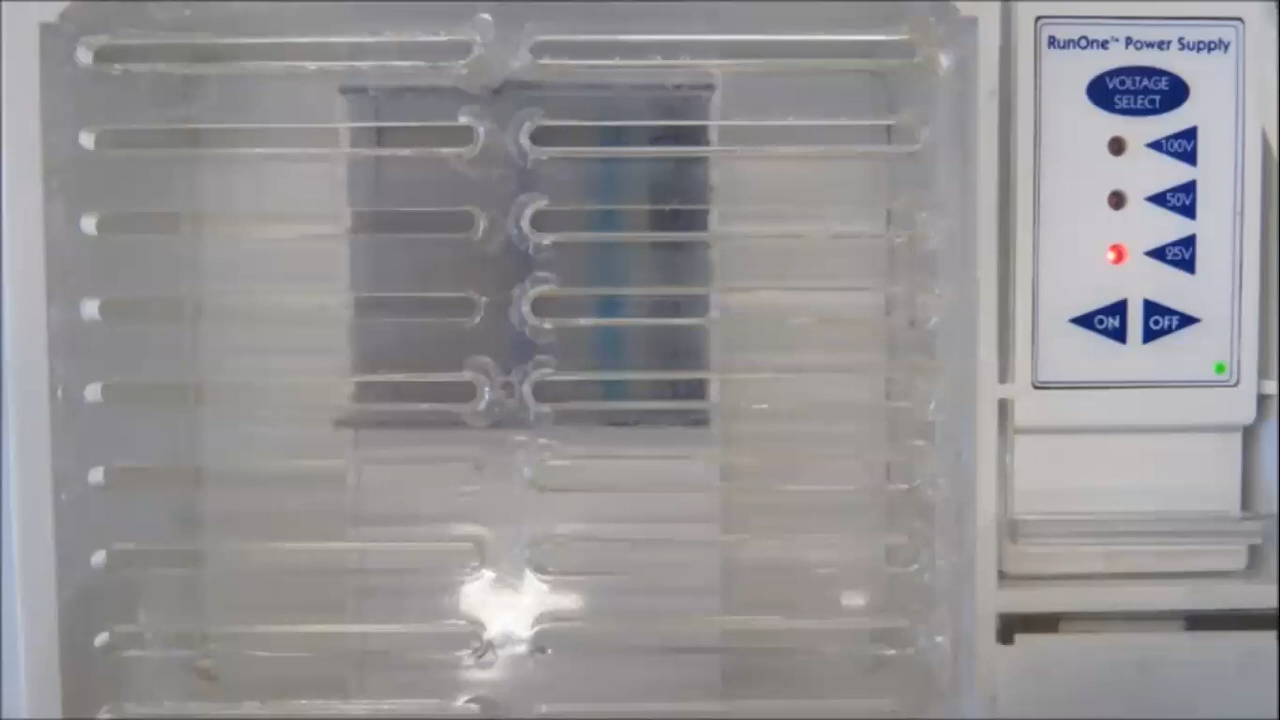 RunOne™ Power Supply
VOLTAGE
SELECT
100V
50V
25V
ON OFF